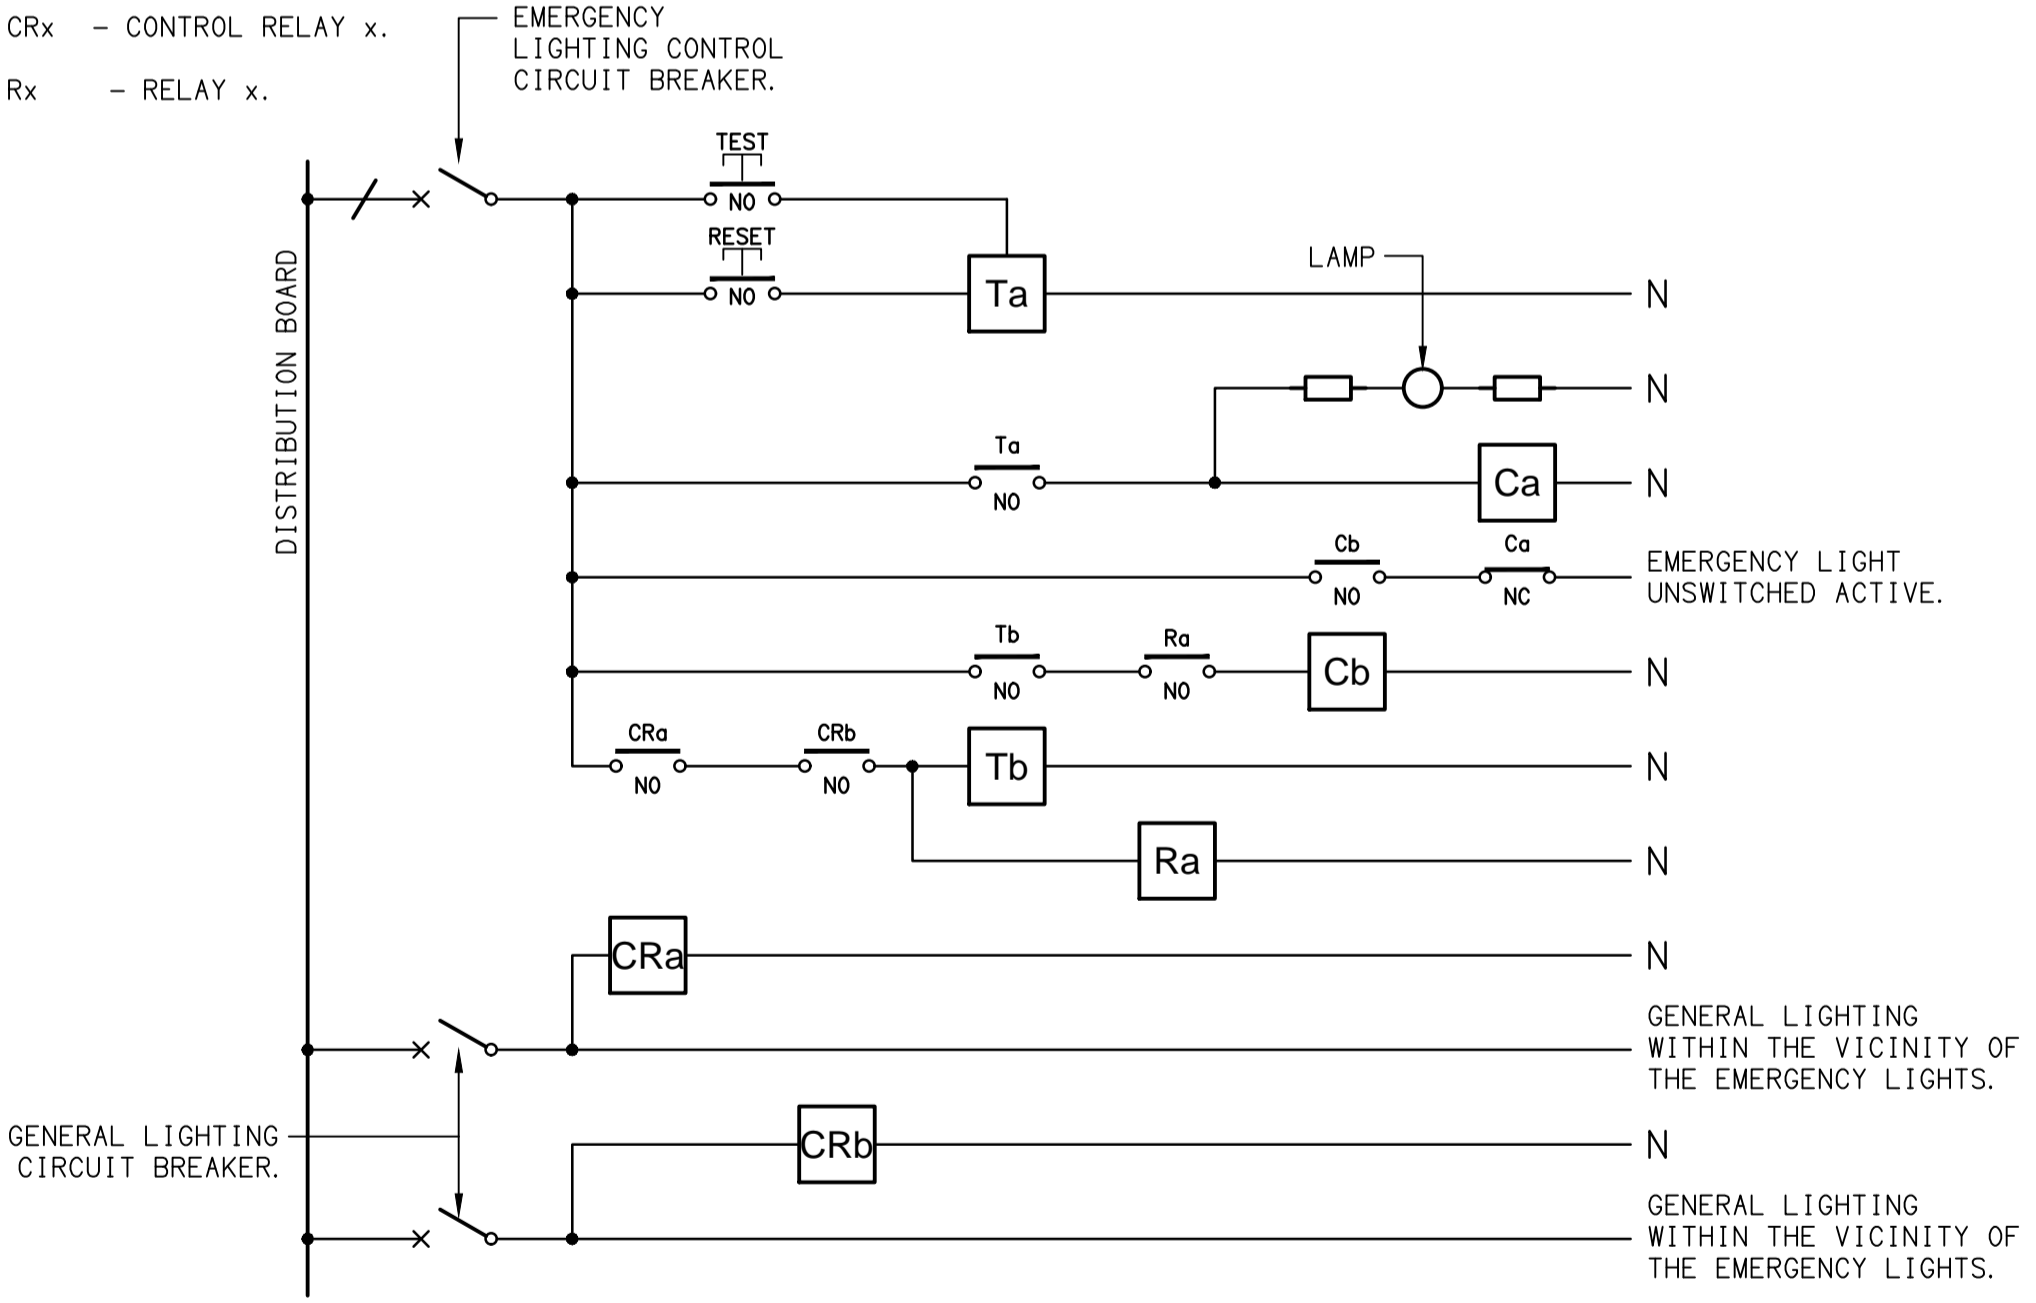 CRx – CONTROL RELAY x.
Rx – RELAY x.
EMERGENCY
LIGHTING CONTROL
CIRCUIT BREAKER.
DISTRIBUTION BOARD
TEST
NO
RESET
NO
Ta
N
LAMP
N
Ta
NO
Ca
N
Cb
NO
Ca
NC
EMERGENCY LIGHT
UNSWITCHED ACTIVE.
Tb
NO
Ra
NO
Cb
N
CRa
NO
CRb
NO
Tb
N
Ra
N
CRa
N
GENERAL LIGHTING
WITHIN THE VICINITY OF
THE EMERGENCY LIGHTS.
GENERAL LIGHTING
CIRCUIT BREAKER.
CRb
N
GENERAL LIGHTING
WITHIN THE VICINITY OF
THE EMERGENCY LIGHTS.